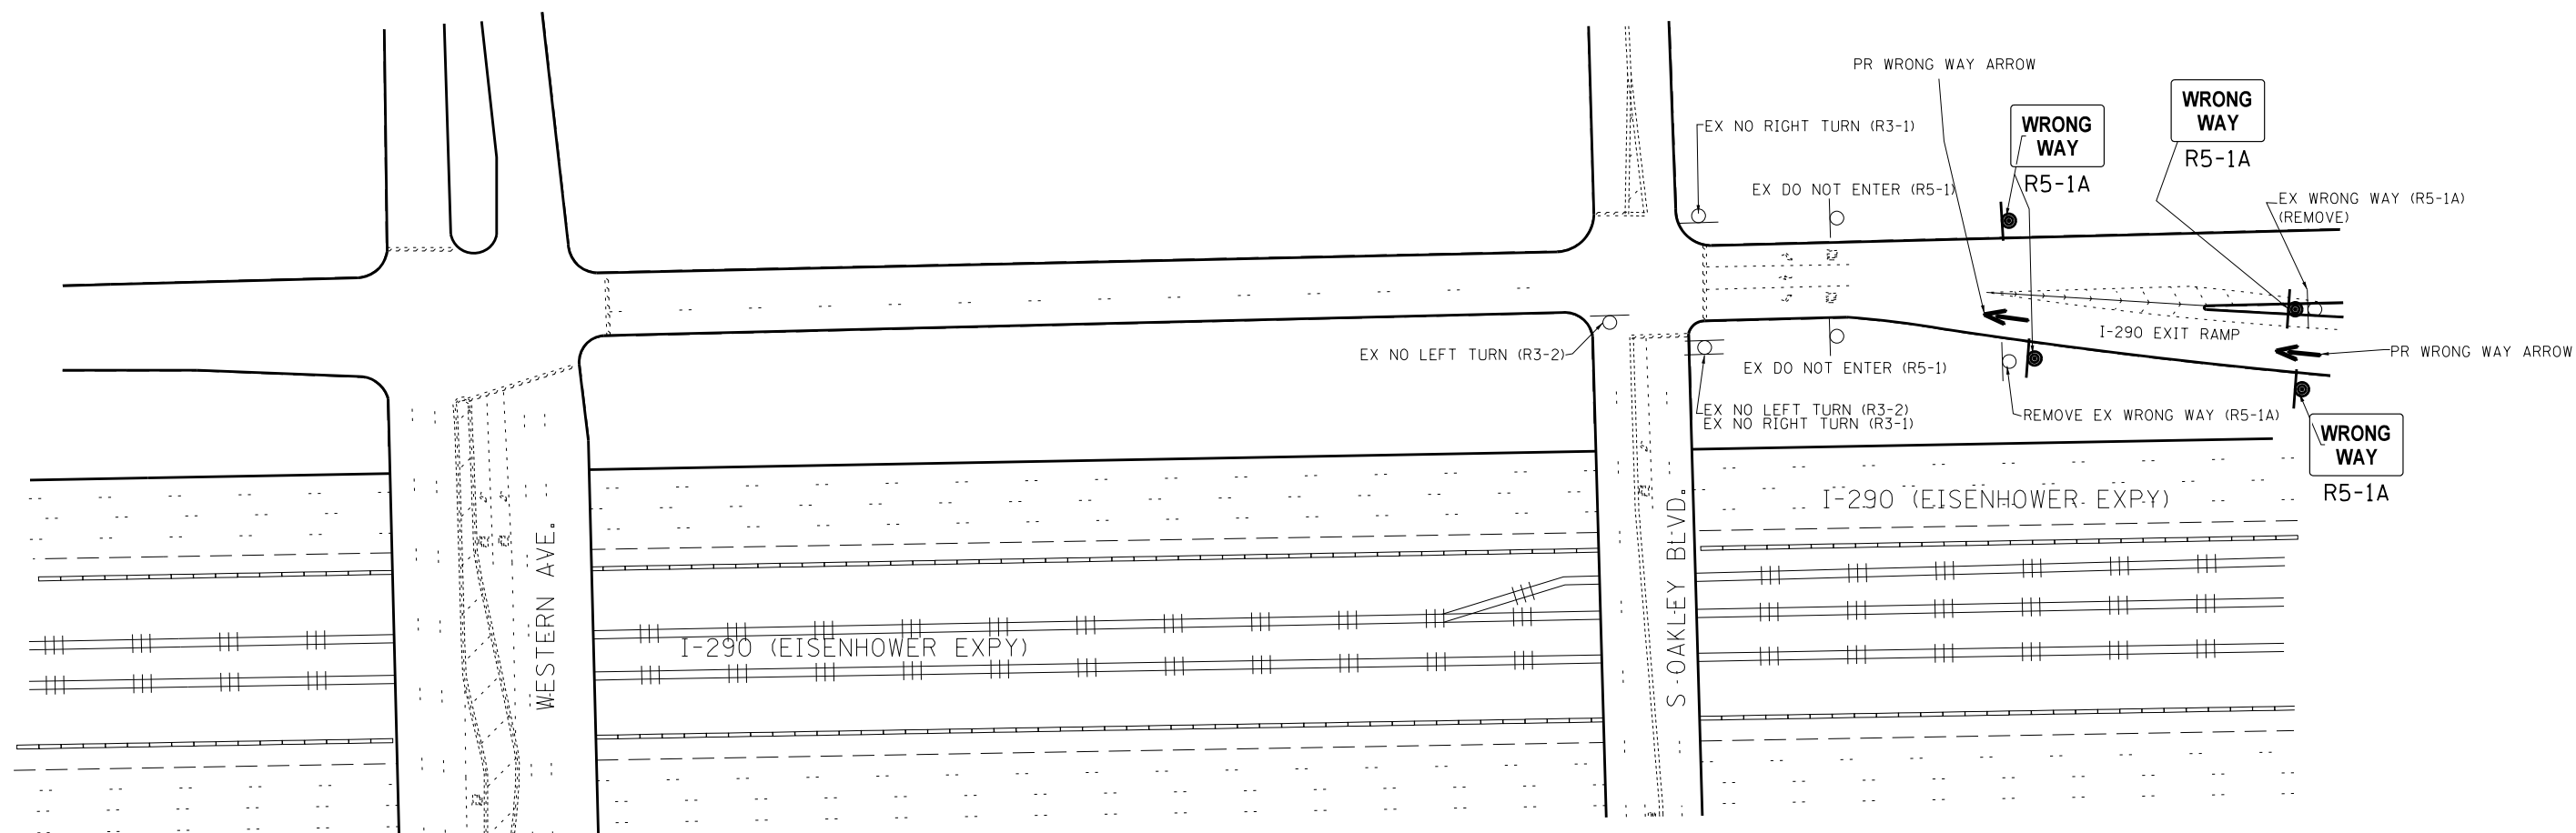 PR WRONG WAY ARROW
WRONG
WAY
R5-1A
WRONG
WAY
R5-1A
EX NO RIGHT TURN (R3-1)
EX DO NOT ENTER (R5-1)
EX WRONG WAY (R5-1A)
(REMOVE)
I-290 EXIT RAMP
PR WRONG WAY ARROW
EX NO LEFT TURN (R3-2)
EX DO NOT ENTER (R5-1)
EX NO LEFT TURN (R3-2)
EX NO RIGHT TURN (R3-1)
REMOVE EX WRONG WAY (R5-1A)
WRONG
WAY
R5-1A
I-290 (EISENHOWER EXPY)
WESTERN AVE.
I-290 (EISENHOWER EXPY)
S OAKLEY BLVD.